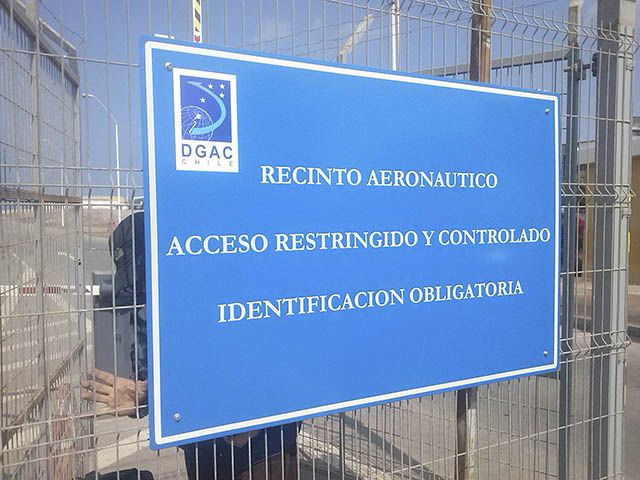 DGAC
CHILE
RECINTO AERONAUTICO
ACCESO RESTRINGIDO Y CONTROLADO
IDENTIFICACION OBLIGATORIA